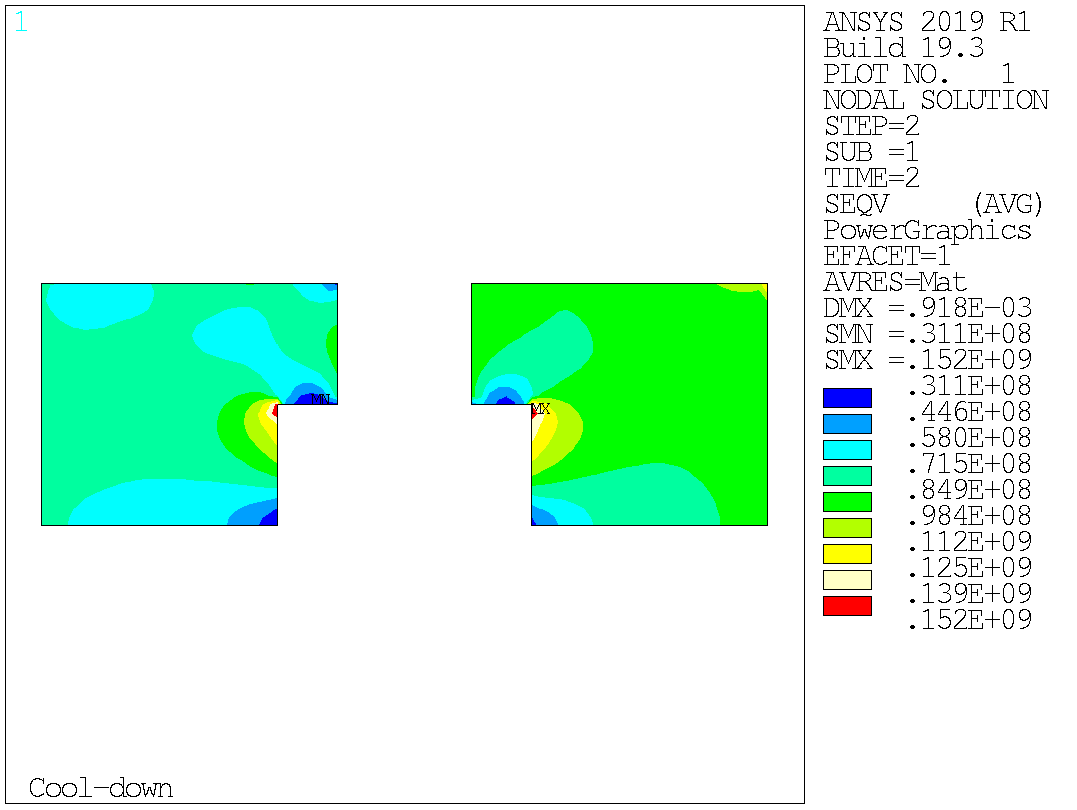 1
ANSYS 2019 R1
Build 19.3
PLOT NO. 1
NODAL SOLUTION
STEP=2
SUB =1
TIME=2
SEQV (AVG)
PowerGraphics
EFACET=1
AVRES=Mat
DMX =.918E-03
SMN =.311E+08
SMX =.152E+09
.311E+08
.446E+08
.580E+08
.715E+08
.849E+08
.984E+08
.112E+09
.125E+09
.139E+09
.152E+09
MN
MX
Cool-down